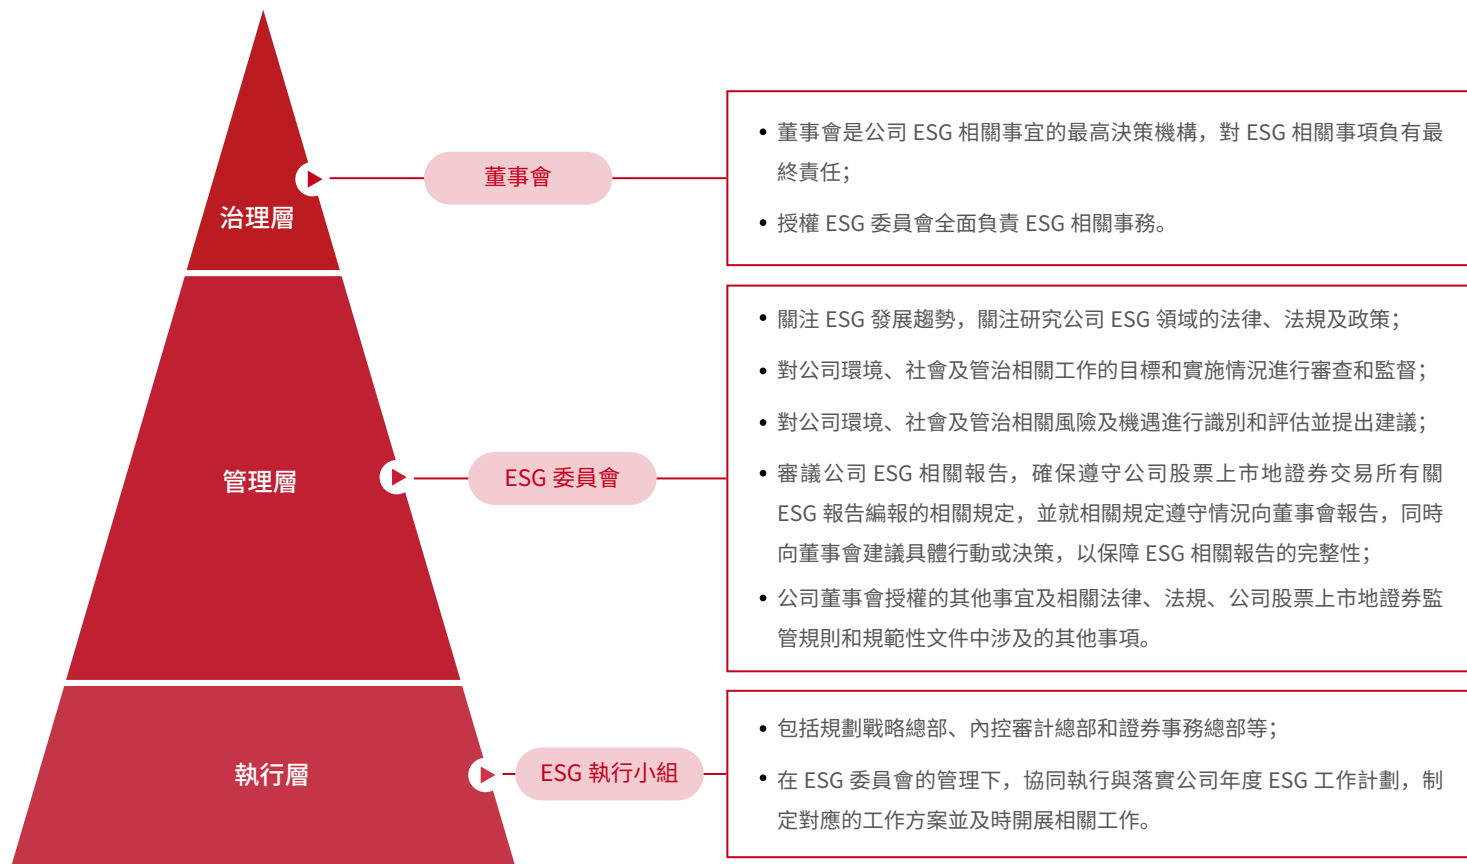 治理層
董事會
• 董事會是公司 ESG 相關事宜的最高決策機構，對 ESG 相關事項負有最
終責任；
• 授權 ESG 委員會全面負責 ESG 相關事務。
管理層
ESG 委員會
• 關注 ESG 發展趨勢，關注研究公司 ESG 領域的法律、法規及政策；
• 對公司環境、社會及管治相關工作的目標和實施情況進行審查和監督；
• 對公司環境、社會及管治相關風險及機遇進行識別和評估並提出建議；
• 審議公司 ESG 相關報告，確保遵守公司股票上市地證券交易所有關
ESG 報告編報的相關規定，並就相關規定遵守情況向董事會報告，同時
向董事會建議具體行動或決策，以保障 ESG 相關報告的完整性；
• 公司董事會授權的其他事宜及相關法律、法規、公司股票上市地證券監
管規則和規範性文件中涉及的其他事項。
執行層
ESG 執行小組
• 包括規劃戰略總部、內控審計總部和證券事務總部等；
• 在 ESG 委員會的管理下，協同執行與落實公司年度 ESG 工作計劃，制
定對應的工作方案並及時開展相關工作。